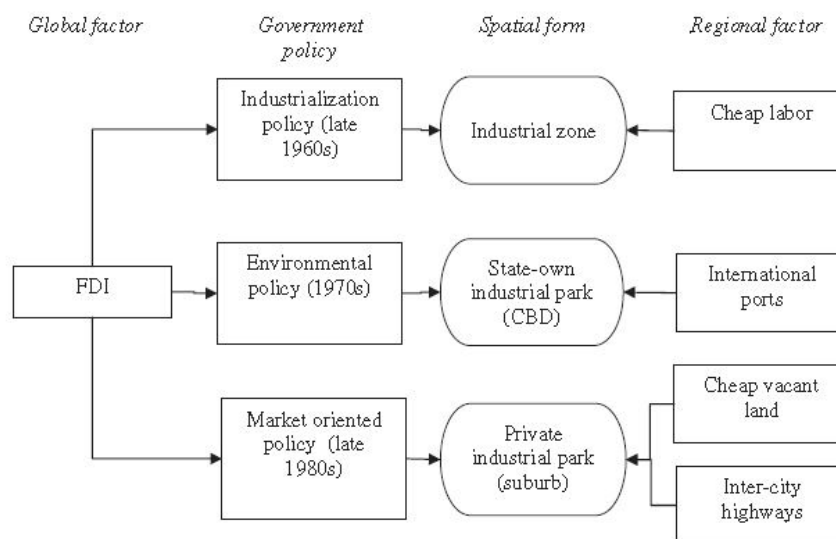 Global factor
Government
policy
Spatial form
Regional factor
Industrialization
policy (late
1960s)
Industrial zone
Cheap labor
FDI
Environmental
policy (1970s)
State-own
industrial park
(CBD)
International
ports
Market oriented
policy (late
1980s)
Private
industrial park
(suburb)
Cheap vacant
land
Inter-city
highways